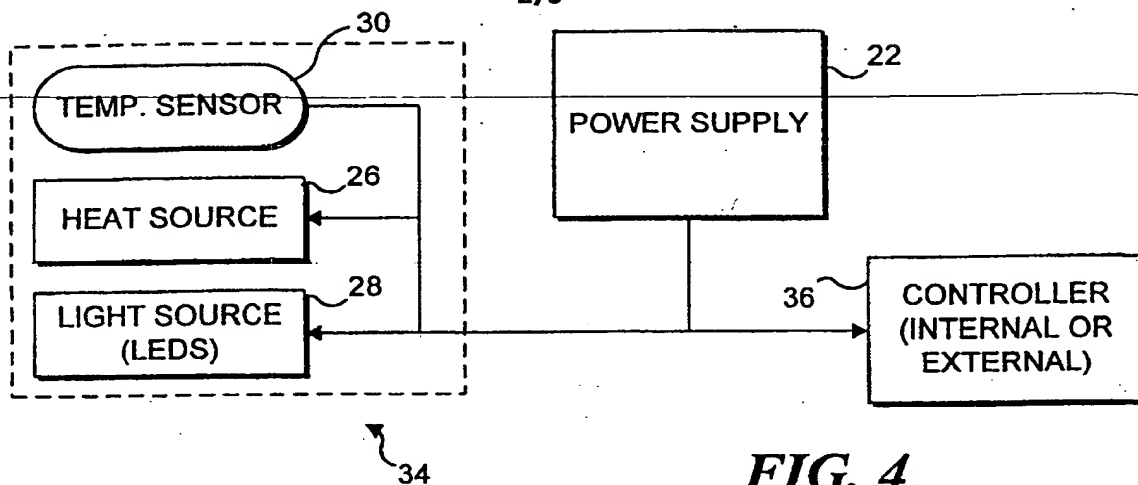 30
TEMP. SENSOR
22
POWER SUPPLY
26
HEAT SOURCE
28
LIGHT SOURCE
(LEDS)
36
CONTROLLER
(INTERNAL OR
EXTERNAL)
34
FIG. 4